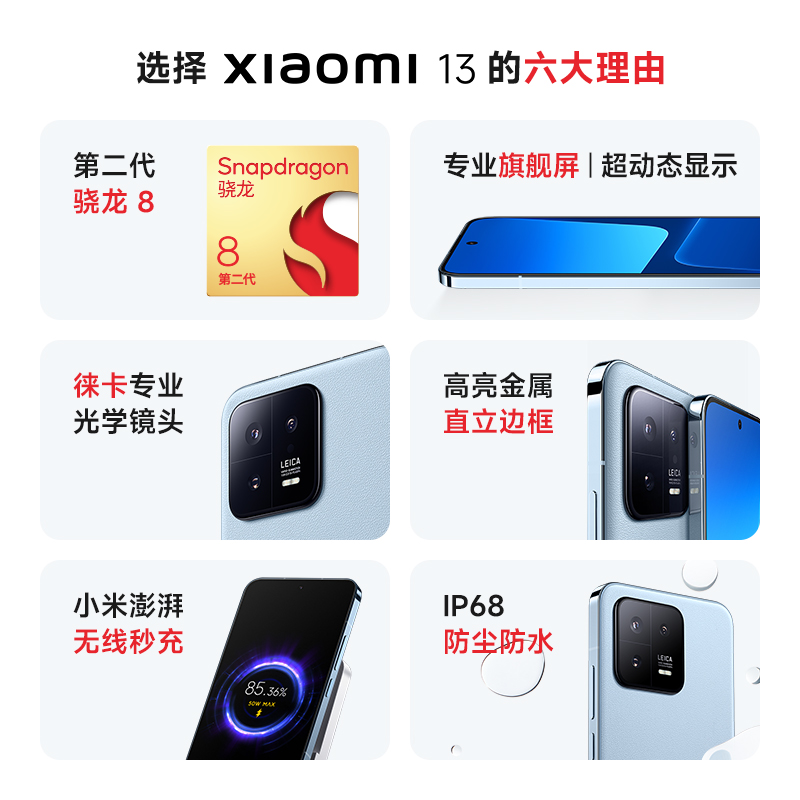 选择 xiaomi 13 的六大理由
第二代
骁龙 8
Snapdragon
骁龙
8
第二代
专业旗舰屏 | 超动态显示
徕卡专业
光学镜头
LEICA
高亮金属
直立边框
LEICA
小米澎湃
无线秒充
85.36%
50W MAX
IP68
防尘防水
LEICA